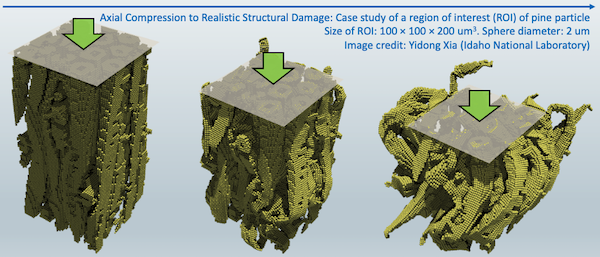 Axial Compression to Realistic Structural Damage: Case study of a region of interest (ROI) of pine particle
Size of ROI: 100 × 100 × 200 um³. Sphere diameter: 2 um
Image credit: Yidong Xia (Idaho National Laboratory)